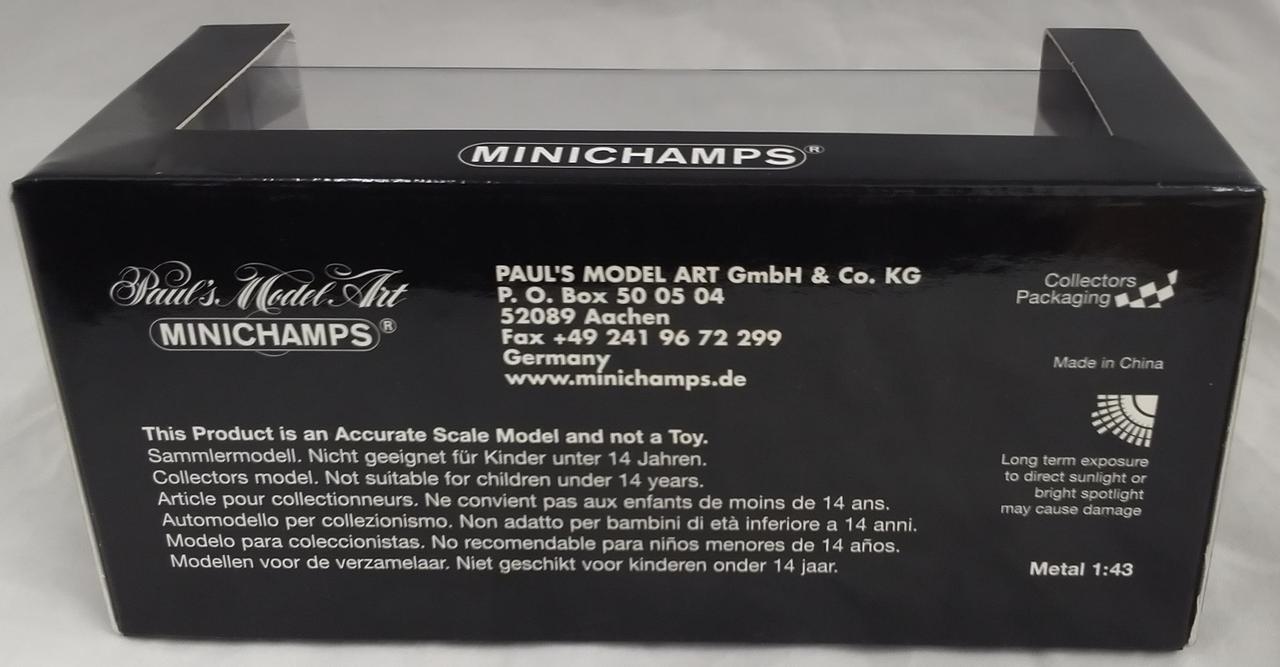 MINICHAMPS®
Paul's Model Art
MINICHAMPS®
PAUL'S MODEL ART GmbH & Co. KG
P. O. Box 50 05 04
52089 Aachen
Fax +49 241 96 72 299
Germany
www.minichamps.de
Collectors
Packaging
Made in China
This Product is an Accurate Scale Model and not a Toy.
Sammlermodell. Nicht geeignet für Kinder unter 14 Jahren.
Collectors model. Not suitable for children under 14 years.
Article pour collectionneurs. Ne convient pas aux enfants de moins de 14 ans.
Automodello per collezionismo. Non adatto per bambini di età inferiore a 14 anni.
Modelo para coleccionistas. No recomendable para niños menores de 14 años.
Modellen voor de verzamelaar. Niet geschikt voor kinderen onder 14 jaar.
Long term exposure
to direct sunlight or
bright spotlight
may cause damage
Metal 1:43